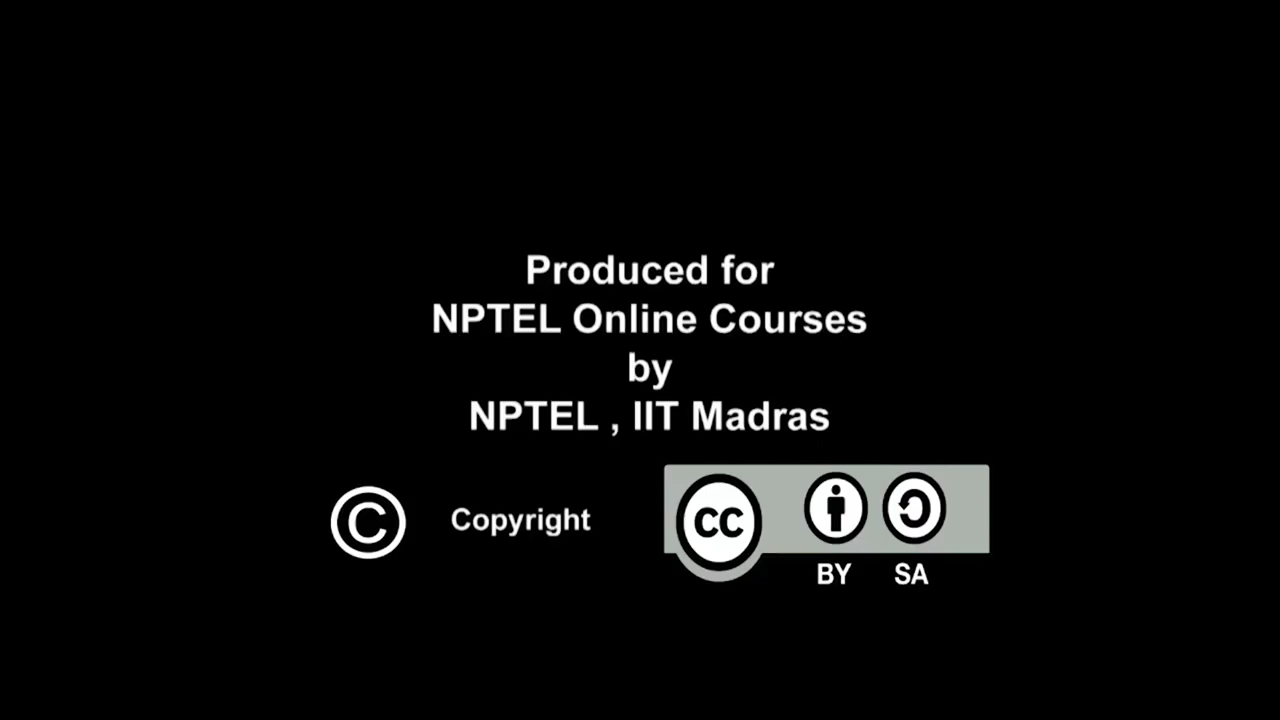 Produced for
NPTEL Online Courses
by
NPTEL , IIT Madras
© Copyright
cc
BY SA